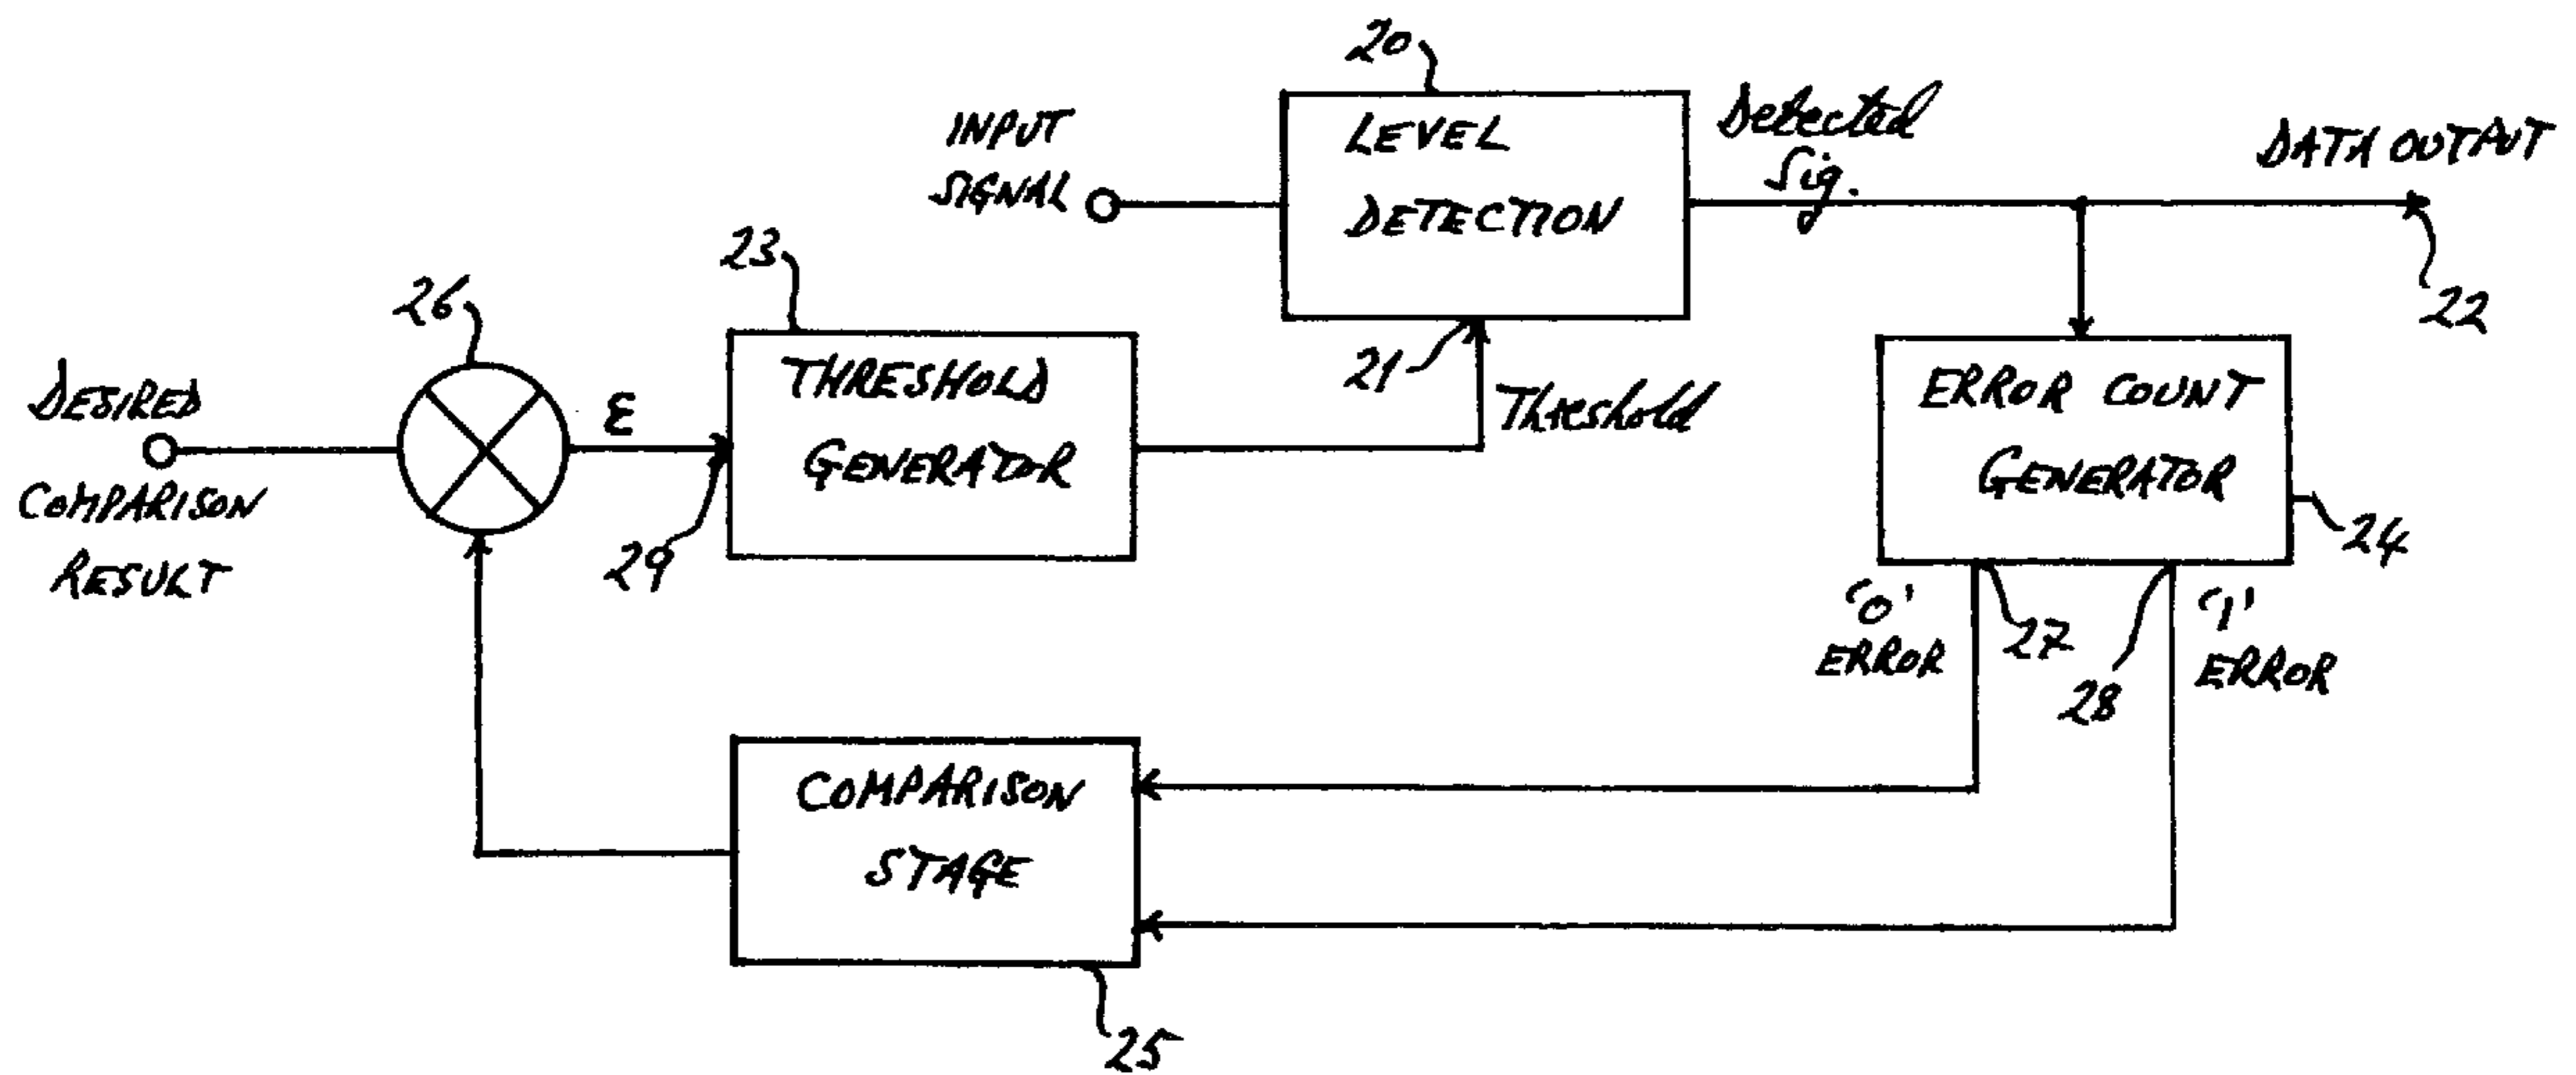 20
INPUT
SIGNAL
LEVEL
DETECTION
Detected
Sig.
DATA OUTPUT
22
23
26
21
Threshold
DESIRED
COMPARISON
RESULT
ε
29
THRESHOLD
GENERATOR
ERROR COUNT
GENERATOR
24
'0'
ERROR
27
28
'1'
ERROR
COMPARISON
STAGE
25